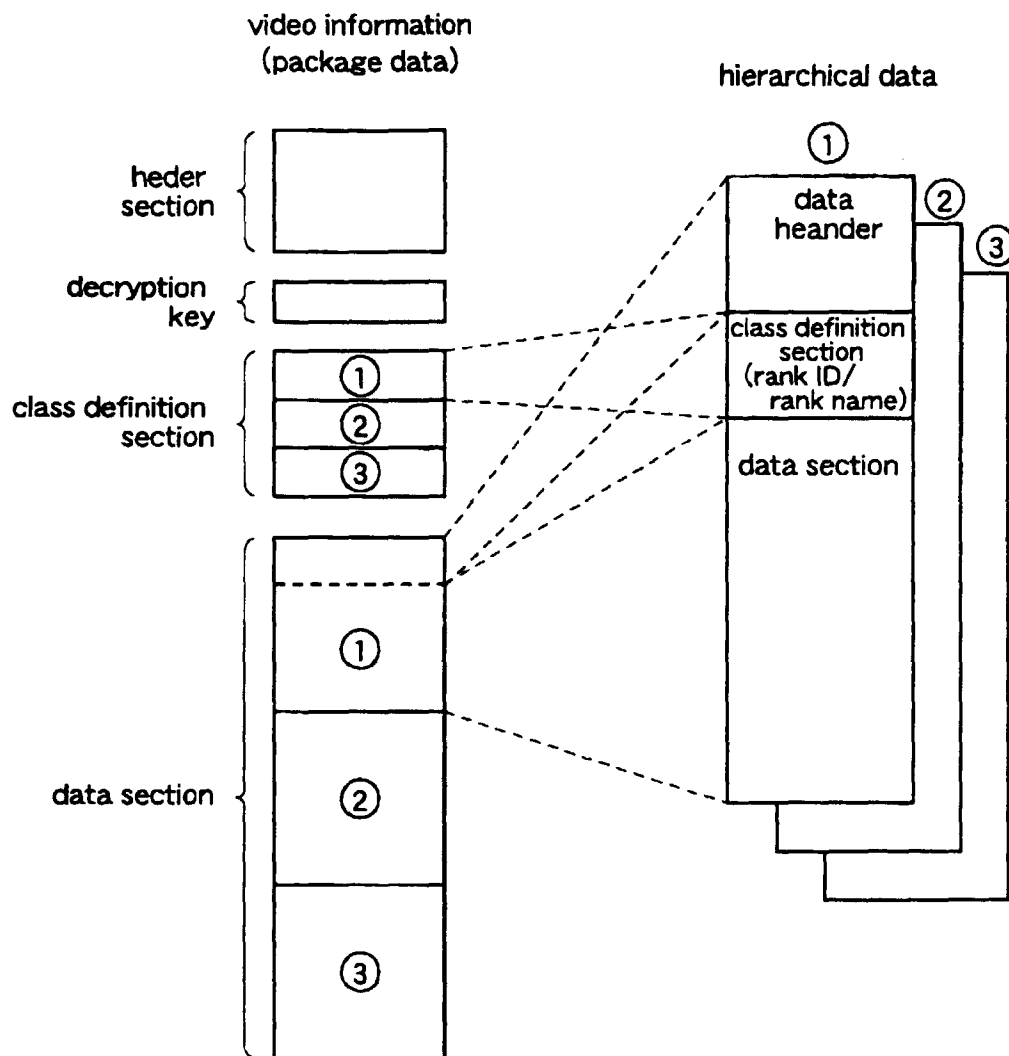 video information
(package data)
heder
section
decryption
key
class definition
section
①
②
③
data section
①
②
③
hierarchical data
①
②
③
data
heander
class definition
section
(rank ID/
rank name)
data section